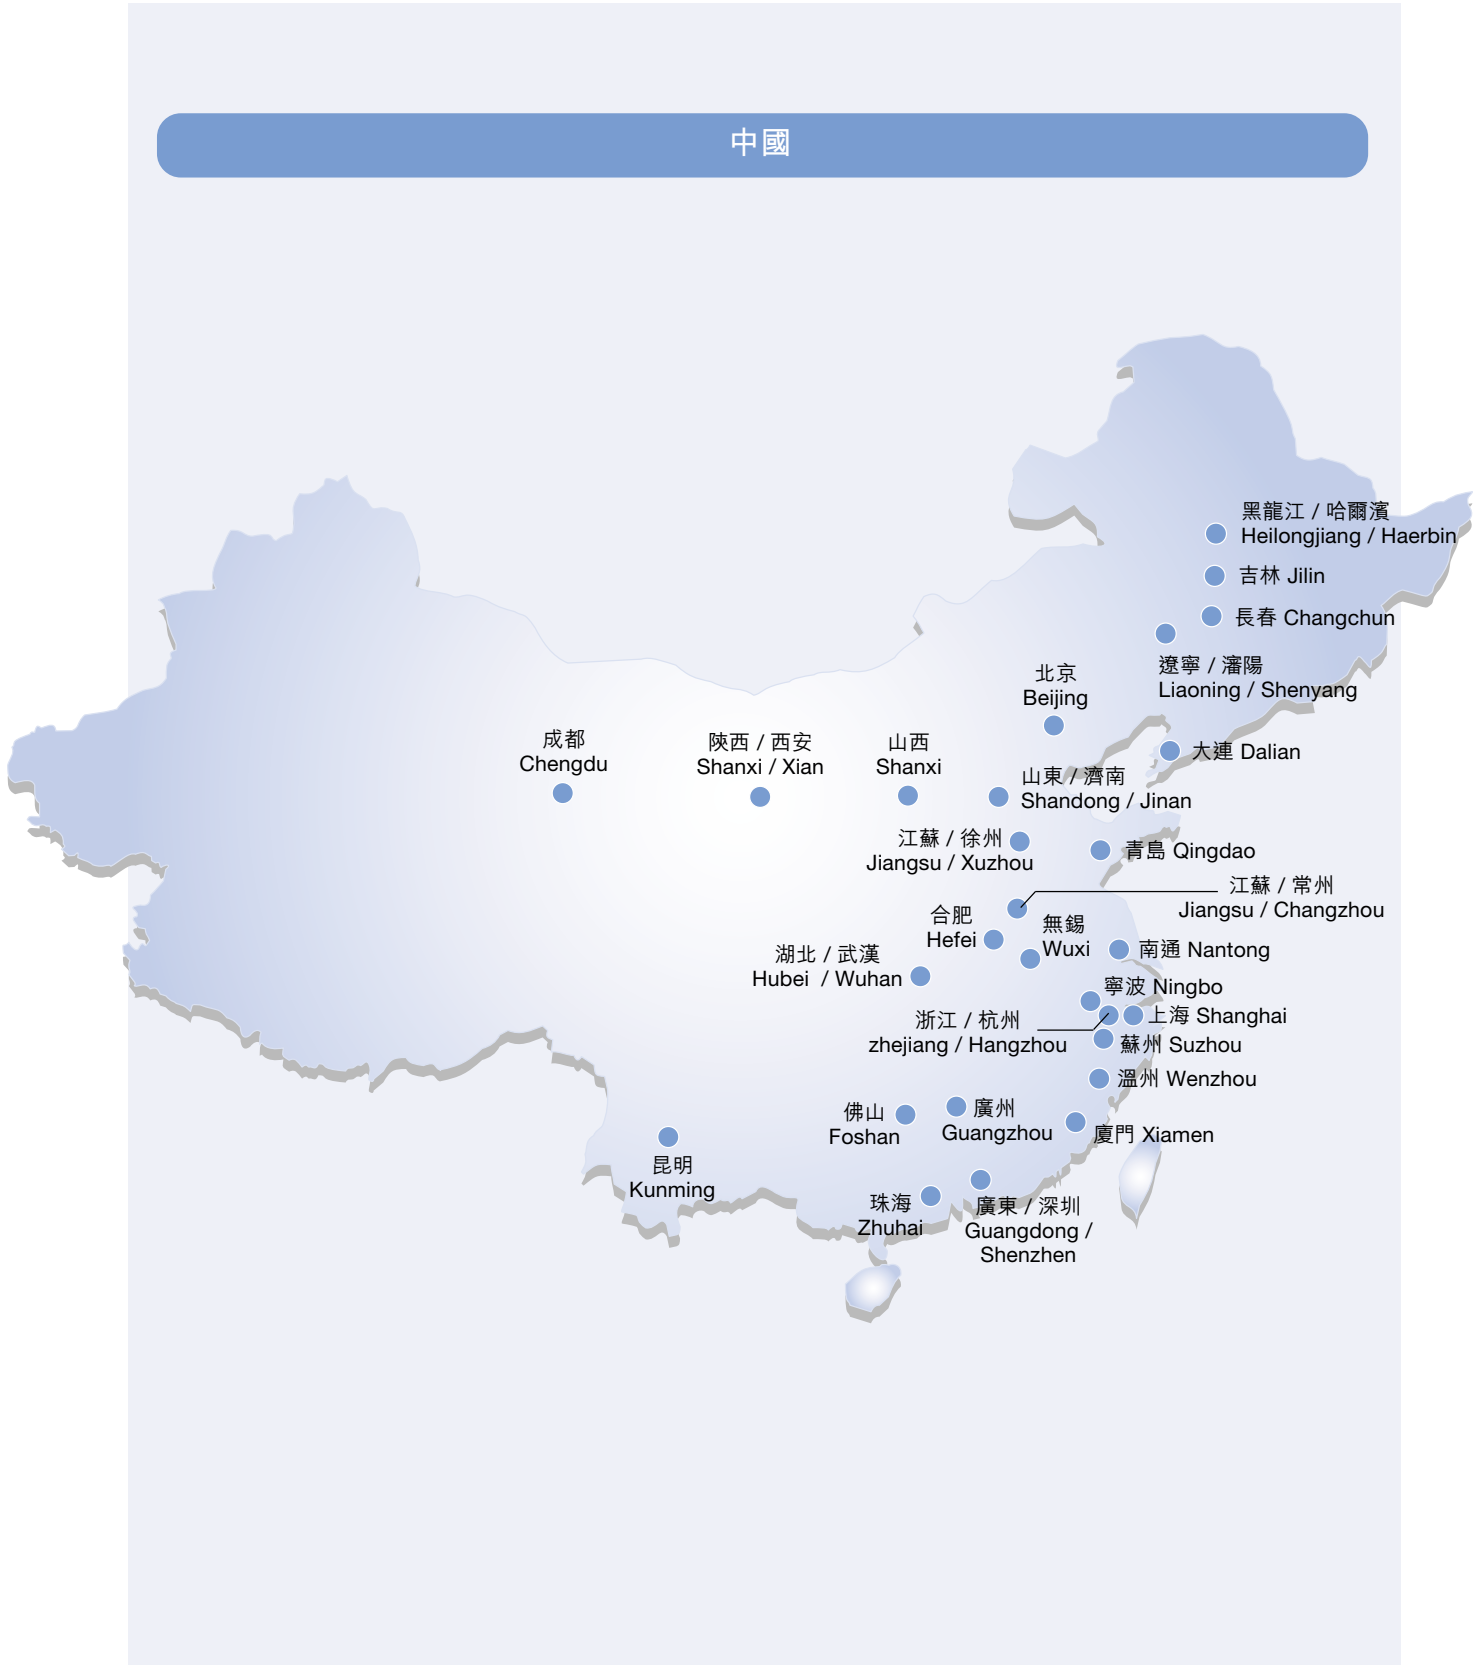 中國
黑龍江 / 哈爾濱
Heilongjiang / Haerbin
吉林 Jilin
長春 Changchun
遼寧 / 瀋陽
Liaoning / Shenyang
北京
Beijing
大連 Dalian
成都
Chengdu
陝西 / 西安
Shanxi / Xian
山西
Shanxi
山東 / 濟南
Shandong / Jinan
江蘇 / 徐州
Jiangsu / Xuzhou
青島 Qingdao
江蘇 / 常州
Jiangsu / Changzhou
合肥
Hefei
無錫
Wuxi
南通 Nantong
湖北 / 武漢
Hubei / Wuhan
寧波 Ningbo
浙江 / 杭州
zhejiang / Hangzhou
上海 Shanghai
蘇州 Suzhou
溫州 Wenzhou
佛山
Foshan
廣州
Guangzhou
廈門 Xiamen
昆明
Kunming
珠海
Zhuhai
廣東 / 深圳
Guangdong /
Shenzhen